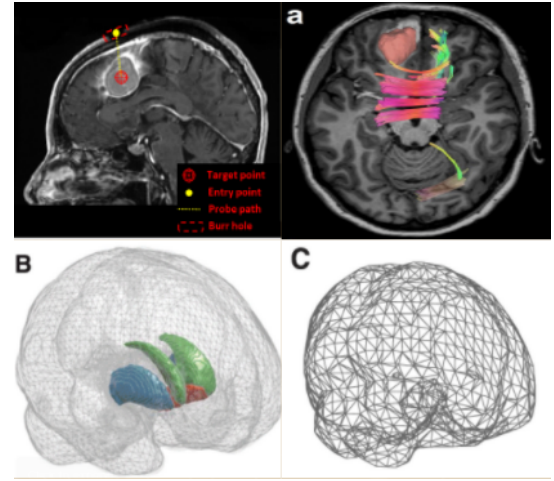 a
Target point
Entry point
Probe path
Burr hole
B
C